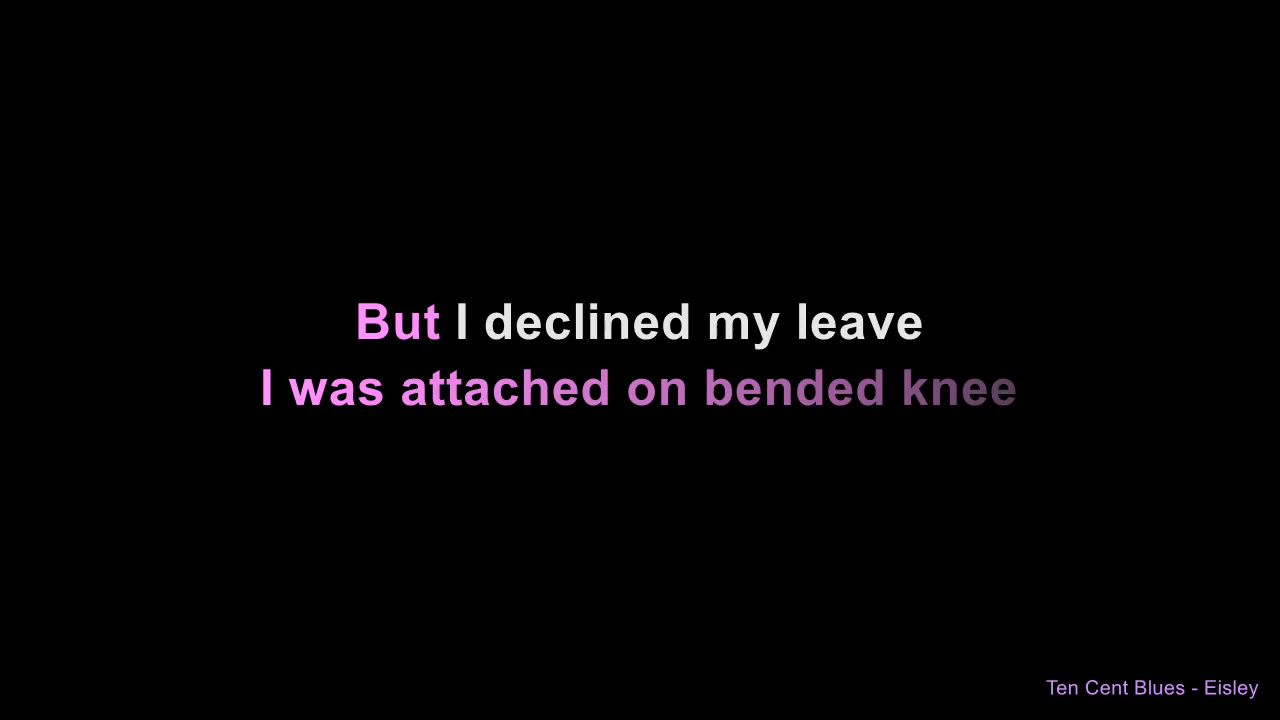 But I declined my leave
I was attached on bended knee
Ten Cent Blues - Eisley